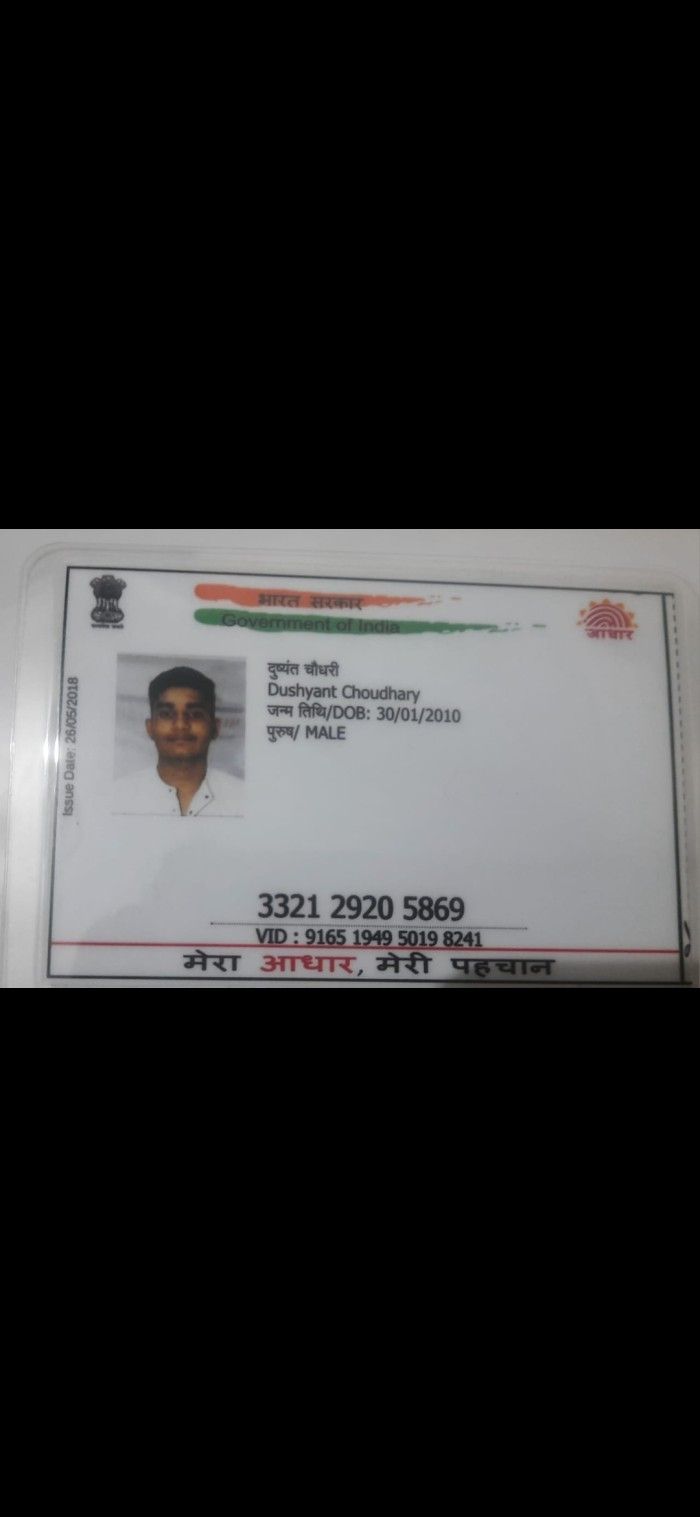 भारत सरकार
Government of India
आधार
Issue Date: 26/05/2018
दुष्यंत चौधरी
Dushyant Choudhary
जन्म तिथि/DOB: 30/01/2010
पुरुष/ MALE
3321 2920 5869
VID : 9165 1949 5019 8241
मेरा आधार, मेरी पहचान